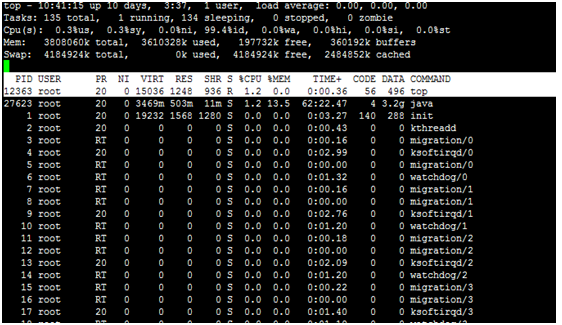 top - 10:41:15 up 10 days,  3:37,  1 user,  load average: 0.00, 0.00, 0.00
Tasks: 135 total,   1 running, 134 sleeping,   0 stopped,   0 zombie
Cpu(s):  0.3%us,  0.3%sy,  0.0%ni, 99.4%id,  0.0%wa,  0.0%hi,  0.0%si,  0.0%st
Mem:   3808060k total,  3610328k used,   197732k free,   360192k buffers
Swap:  4184924k total,        0k used,  4184924k free,  2484852k cached
PID USER      PR  NI  VIRT  RES  SHR S %CPU %MEM    TIME+  CODE DATA COMMAND
12363 root      20   0 15036 1248  936 R  1.2  0.0   0:00.36   56  496 top
27623 root      20   0 3469m 503m  11m S  1.2 13.5  62:22.47    4 3.2g java
1 root      20   0 19232 1568 1280 S  0.0  0.0   0:03.27  140  288 init
2 root      20   0     0    0    0 S  0.0  0.0   0:00.43    0    0 kthreadd
3 root      RT   0     0    0    0 S  0.0  0.0   0:00.16    0    0 migration/0
4 root      20   0     0    0    0 S  0.0  0.0   0:02.99    0    0 ksoftirqd/0
5 root      RT   0     0    0    0 S  0.0  0.0   0:00.00    0    0 migration/0
6 root      RT   0     0    0    0 S  0.0  0.0   0:01.32    0    0 watchdog/0
7 root      RT   0     0    0    0 S  0.0  0.0   0:00.16    0    0 migration/1
8 root      RT   0     0    0    0 S  0.0  0.0   0:00.00    0    0 migration/1
9 root      20   0     0    0    0 S  0.0  0.0   0:02.76    0    0 ksoftirqd/1
10 root      RT   0     0    0    0 S  0.0  0.0   0:01.20    0    0 watchdog/1
11 root      RT   0     0    0    0 S  0.0  0.0   0:00.18    0    0 migration/2
12 root      RT   0     0    0    0 S  0.0  0.0   0:00.00    0    0 migration/2
13 root      20   0     0    0    0 S  0.0  0.0   0:02.09    0    0 ksoftirqd/2
14 root      RT   0     0    0    0 S  0.0  0.0   0:01.20    0    0 watchdog/2
15 root      RT   0     0    0    0 S  0.0  0.0   0:00.22    0    0 migration/3
16 root      RT   0     0    0    0 S  0.0  0.0   0:00.00    0    0 migration/3
17 root      20   0     0    0    0 S  0.0  0.0   0:01.40    0    0 ksoftirqd/3